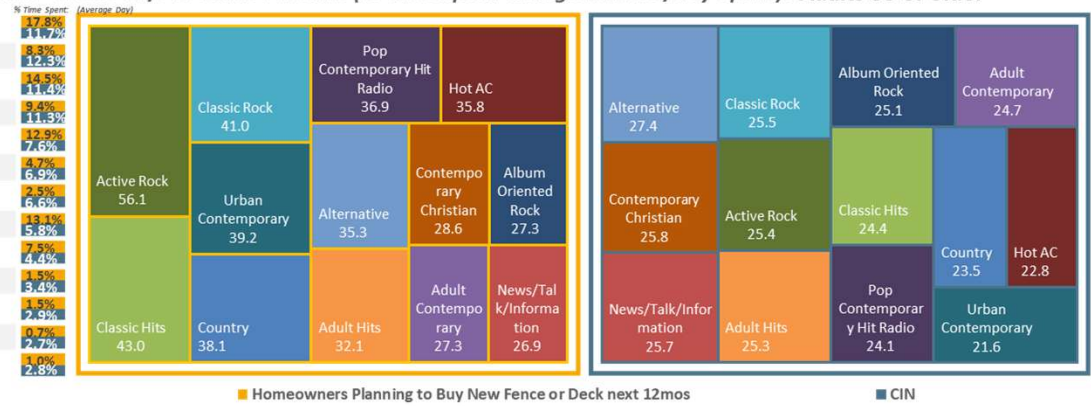 % Time Spent: (Average Day)
17.8%
11.7%
8.3%
12.3%
14.5%
11.4%
9.4%
11.3%
12.9%
7.6%
4.7%
6.9%
2.5%
6.6%
13.1%
5.8%
7.5%
4.4%
1.5%
3.4%
1.5%
2.9%
0.7%
2.7%
1.0%
2.8%
Active Rock
56.1
Classic Hits
43.0
Classic Rock
41.0
Urban
Contemporary
39.2
Country
38.1
Pop
Contemporary Hit
Radio
36.9
Hot AC
35.8
Alternative
35.3
Adult Hits
32.1
Contempo
rary
Christian
28.6
Album
Oriented
Rock
27.3
Adult
Contempo
rary
27.3
News/Tal
k/Informa
tion
26.9
Alternative
27.4
Contemporary
Christian
25.8
News/Talk/Infor
mation
25.7
Classic Rock
25.5
Active Rock
25.4
Adult Hits
25.3
Album Oriented
Rock
25.1
Adult
Contemporary
24.7
Classic Hits
24.4
Pop
Contemporar
y Hit Radio
24.1
Country
23.5
Hot AC
22.8
Urban
Contemporary
21.6
Homeowners Planning to Buy New Fence or Deck next 12mos
CIN